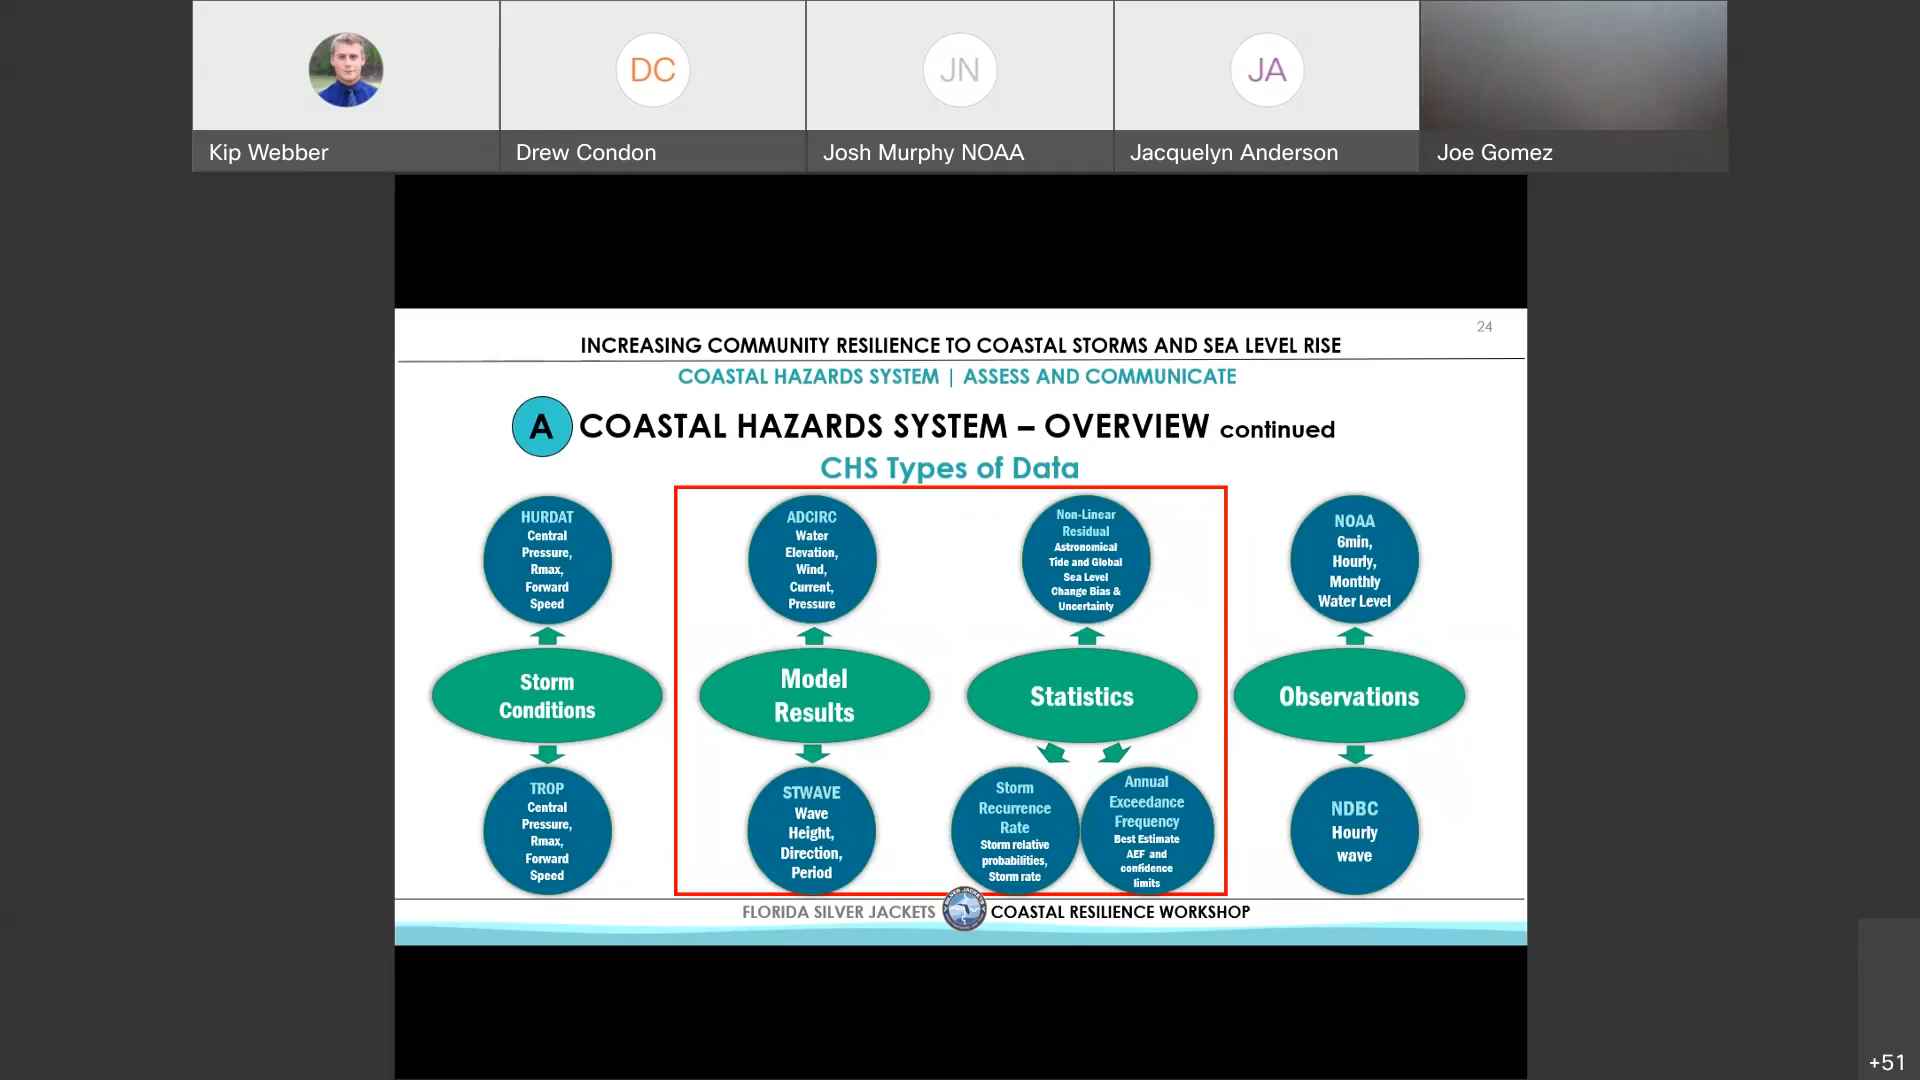 DC
JN
JA
Kip Webber
Drew Condon
Josh Murphy NOAA
Jacquelyn Anderson
Joe Gomez
24
INCREASING COMMUNITY RESILIENCE TO COASTAL STORMS AND SEA LEVEL RISE
COASTAL HAZARDS SYSTEM | ASSESS AND COMMUNICATE
A COASTAL HAZARDS SYSTEM – OVERVIEW continued
CHS Types of Data
HURDAT
Central
Pressure,
Rmax,
Forward
Speed
Storm
Conditions
TROP
Central
Pressure,
Rmax,
Forward
Speed
ADCIRC
Water
Elevation,
Wind,
Current,
Pressure
Model
Results
STWAVE
Wave
Height,
Direction,
Period
Non-Linear
Residual
Astronomical
Tide and Global
Sea Level
Change Bias &
Uncertainty
Statistics
Storm
Recurrence
Rate
Storm relative
probabilities,
Storm rate
Annual
Exceedance
Frequency
Best Estimate
AEF and
confidence
limits
NOAA
6min,
Hourly,
Monthly
Water Level
Observations
NDBC
Hourly
wave
FLORIDA SILVER JACKETS COASTAL RESILIENCE WORKSHOP
+51